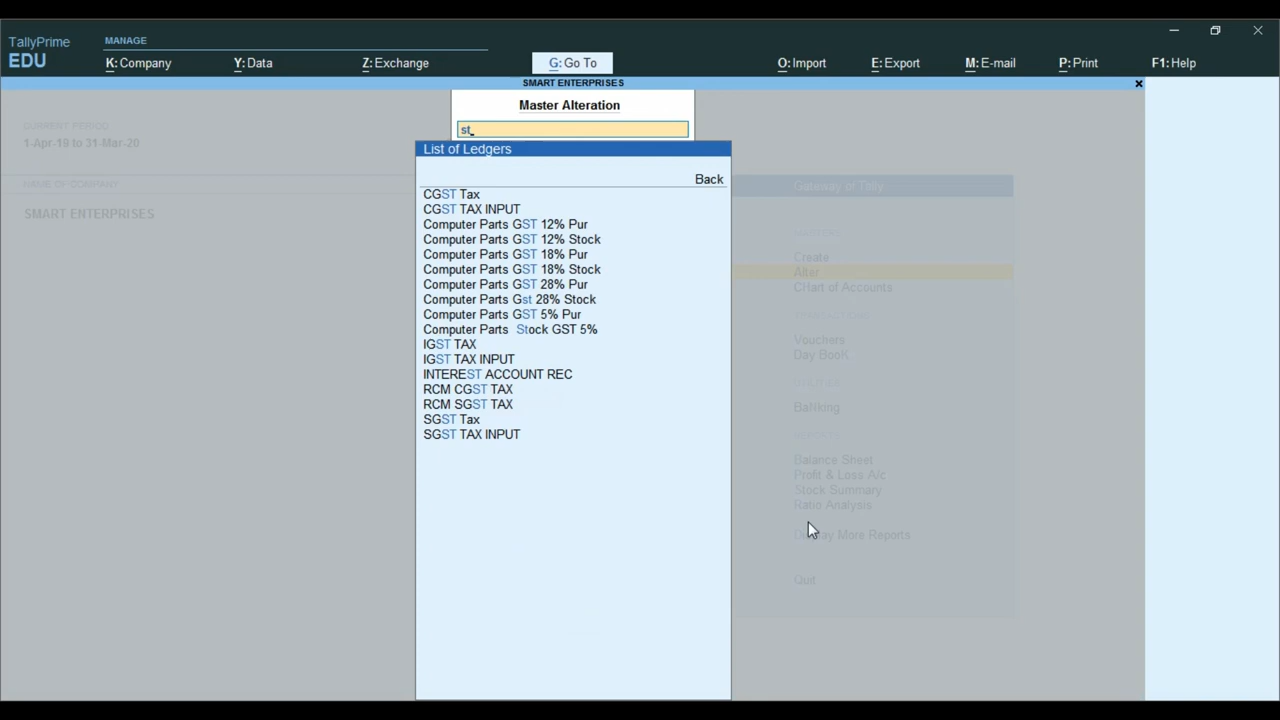 TallyPrime
EDU
MANAGE
K: Company
Y: Data
Z: Exchange
G: Go To
O: Import
E: Export
M: E-mail
P: Print
F1: Help
SMART ENTERPRISES
Master Alteration
st
List of Ledgers
Back
CGST Tax
CGST TAX INPUT
Computer Parts GST 12% Pur
Computer Parts GST 12% Stock
Computer Parts GST 18% Pur
Computer Parts GST 18% Stock
Computer Parts GST 28% Pur
Computer Parts Gst 28% Stock
Computer Parts GST 5% Pur
Computer Parts  Stock GST 5%
IGST TAX
IGST TAX INPUT
INTEREST ACCOUNT REC
RCM CGST TAX
RCM SGST TAX
SGST Tax
SGST TAX INPUT
CURRENT PERIOD
1-Apr-19 to 31-Mar-20
NAME OF COMPANY
SMART ENTERPRISES
Gateway of Tally
MASTERS
Create
Alter
CHart of Accounts
TRANSACTIONS
Vouchers
Day BooK
UTILITIES
BaNking
REPORTS
Balance Sheet
Profit & Loss A/c
Stock Summary
Ratio Analysis
Display More Reports
Quit